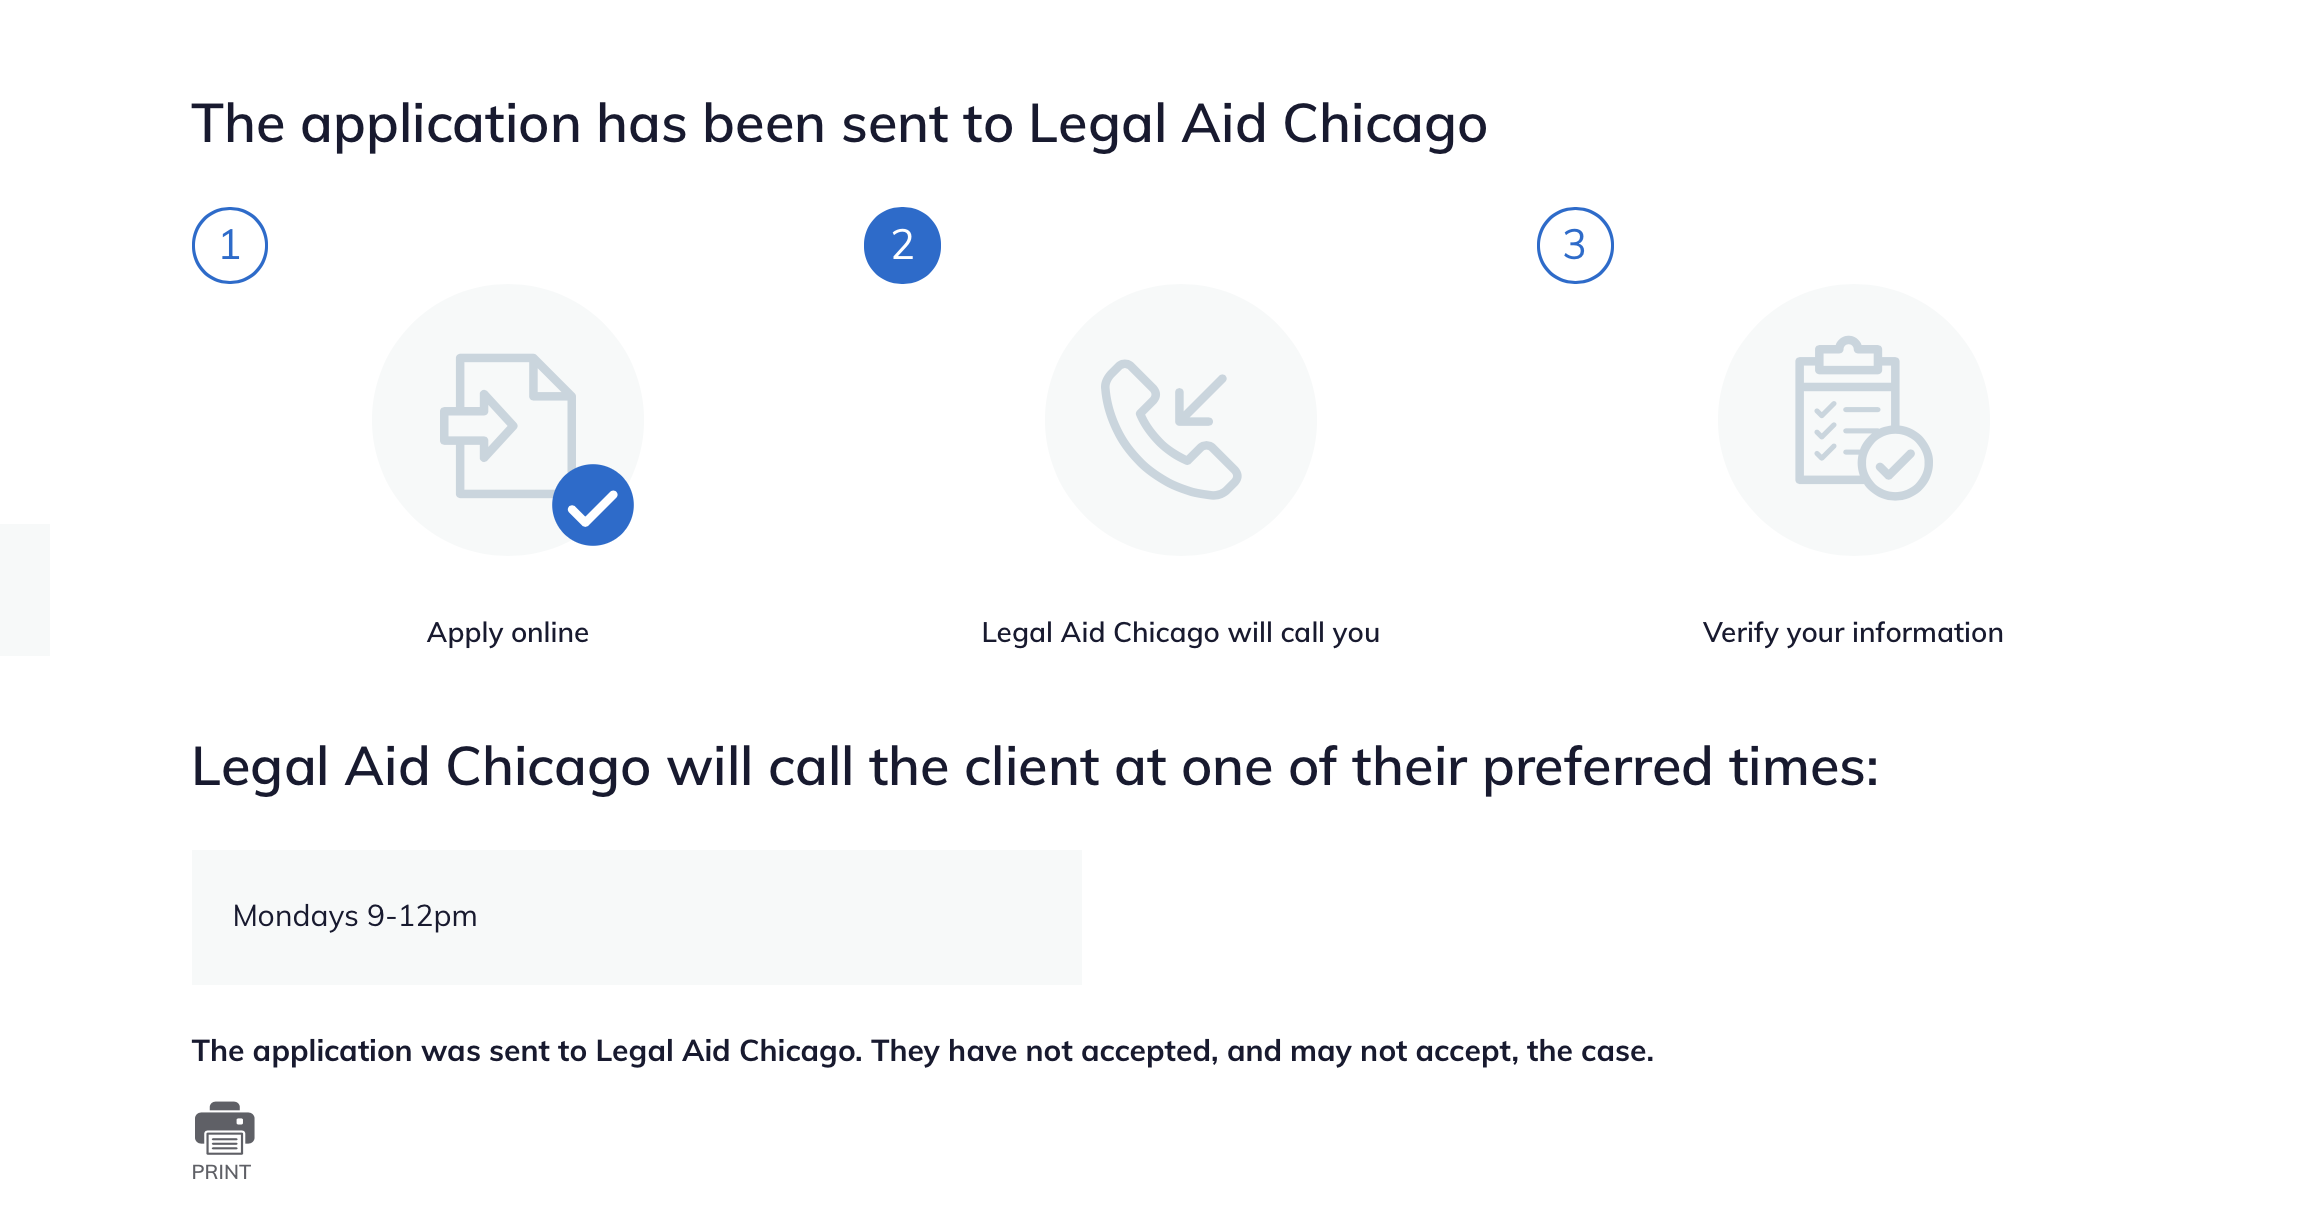 The application has been sent to Legal Aid Chicago
1
2
3
Apply online
Legal Aid Chicago will call you
Verify your information
Legal Aid Chicago will call the client at one of their preferred times:
Mondays 9-12pm
The application was sent to Legal Aid Chicago. They have not accepted, and may not accept, the case.
PRINT